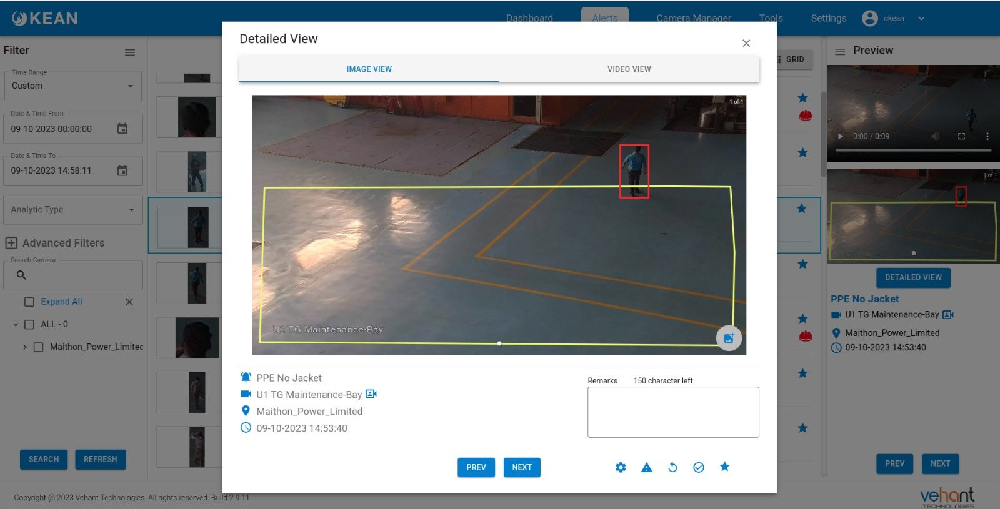 OKEAN
Dashboard
Alerts
Camera Manager
Tools
Settings
okean
Filter
Time Range
Custom
Date & Time From
09-10-2023 00:00:00
Date & Time To
09-10-2023 14:58:11
Analytic Type
Advanced Filters
Search Camera
Expand All
ALL - 0
Maithon_Power_Limited
SEARCH
REFRESH
Detailed View
IMAGE VIEW
VIDEO VIEW
1 of 1
U1 TG Maintenance-Bay
PPE No Jacket
U1 TG Maintenance-Bay
Maithon_Power_Limited
09-10-2023 14:53:40
Remarks 150 character left
PREV
NEXT
GRID
Preview
0:00 / 0:09
1 of 1
DETAILED VIEW
PPE No Jacket
U1 TG Maintenance-Bay
Maithon_Power_Limited
09-10-2023 14:53:40
PREV
NEXT
Copyright @ 2023 Vehant Technologies. All rights reserved. Build 2.9.11
vehant
TECHNOLOGIES